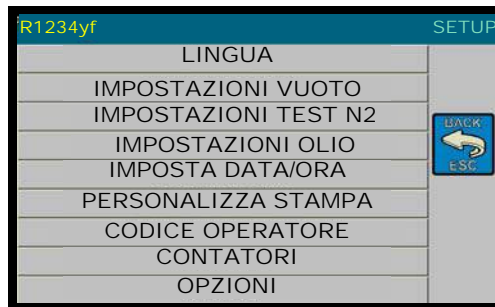 R1234yf SETUP
LINGUA
IMPOSTAZIONI VUOTO
IMPOSTAZIONI TEST N2
BACK
IMPOSTAZIONI OLIO
IMPOSTA DATA/ORA
ESC
PERSONALIZZA STAMPA
CODICE OPERATORE
CONTATORI
OPZIONI